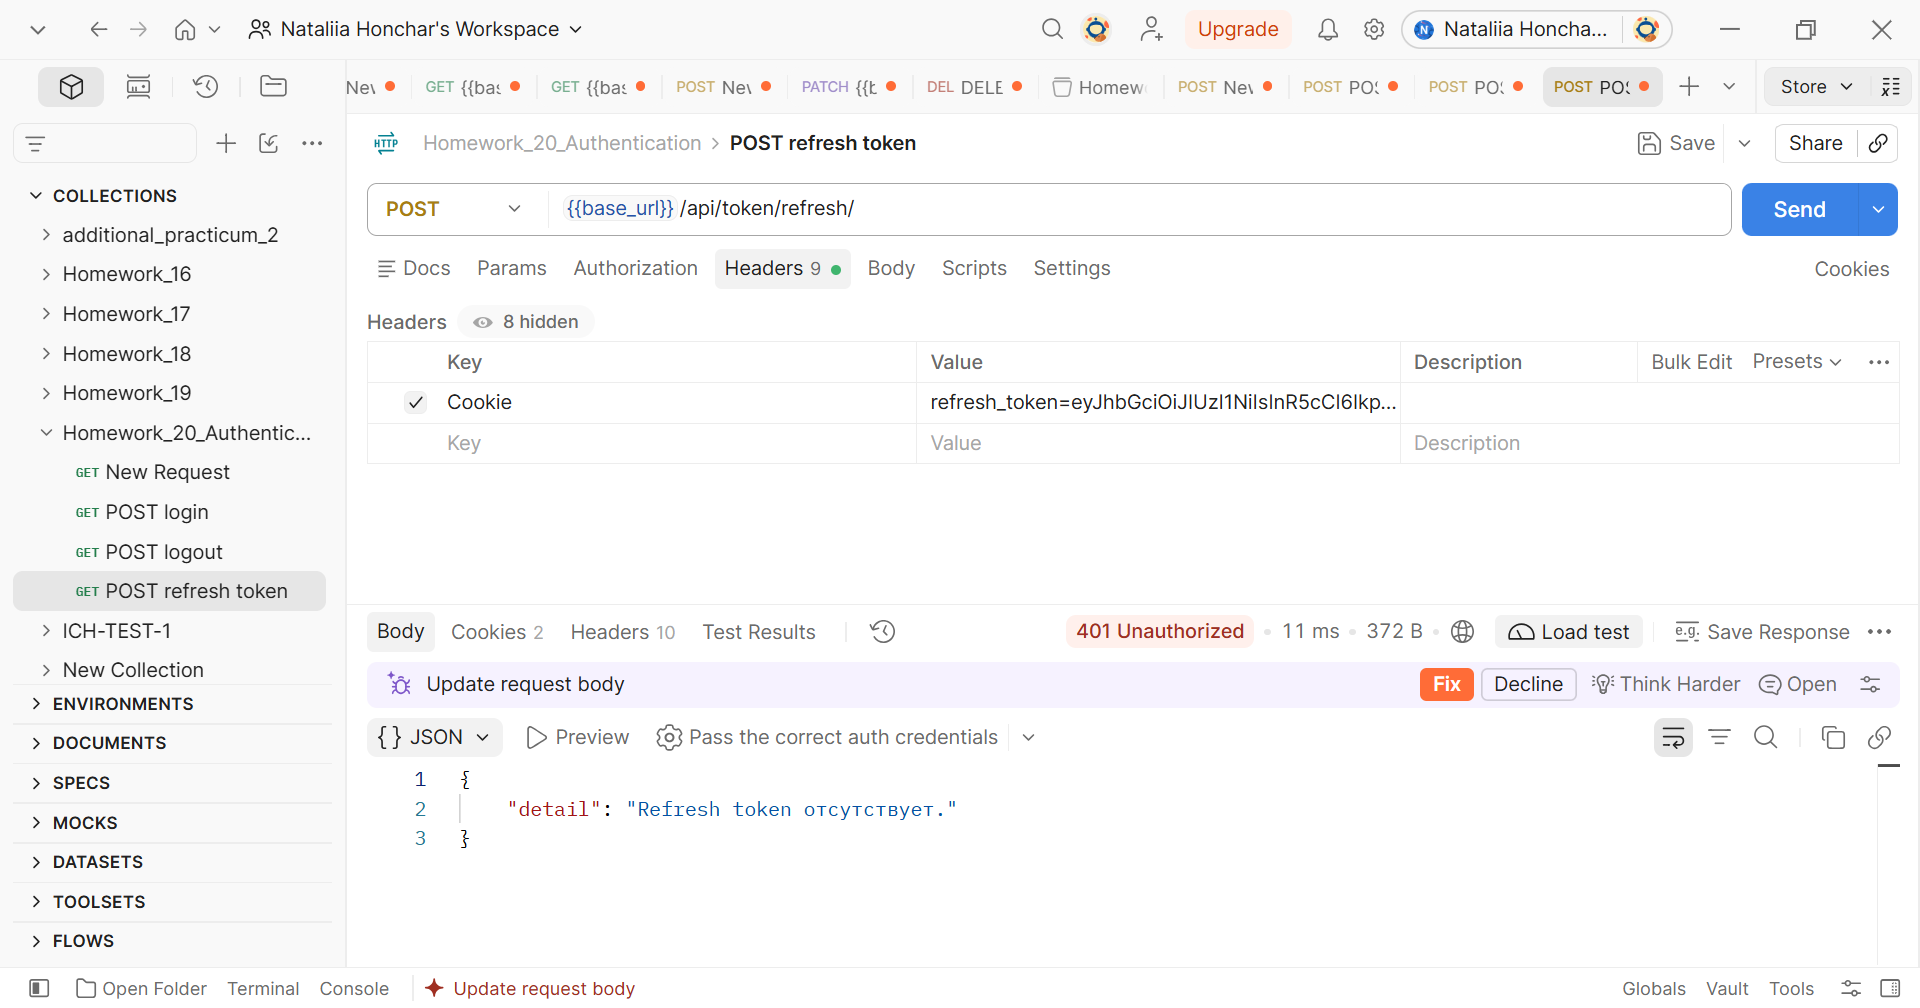 Nataliia Honchar's Workspace
Upgrade
N
Nataliia Honcha...
Nev
GET {{bas
GET {{bas
POST Nev
PATCH {{b
DEL DELE
Homew
POST Nev
POST POS
POST POS
POST POS
Store
HTTP
Homework_20_Authentication > POST refresh token
Save
Share
COLLECTIONS
additional_practicum_2
Homework_16
Homework_17
Homework_18
Homework_19
Homework_20_Authentic...
GET New Request
GET POST login
GET POST logout
GET POST refresh token
ICH-TEST-1
New Collection
ENVIRONMENTS
DOCUMENTS
SPECS
MOCKS
DATASETS
TOOLSETS
FLOWS
POST
{{base_url}} /api/token/refresh/
Send
Docs
Params
Authorization
Headers 9
Body
Scripts
Settings
Cookies
Headers
8 hidden
Key
Value
Description
Bulk Edit
Presets
Cookie
refresh_token=eyJhbGciOiJIUzI1NiIsInR5cCI6Ikp...
Key
Value
Description
Body
Cookies 2
Headers 10
Test Results
401 Unauthorized
11 ms
372 B
Load test
e.g. Save Response
Update request body
Fix
Decline
Think Harder
Open
{ } JSON
Preview
Pass the correct auth credentials
1 {
2 "detail": "Refresh token отсутствует."
3 }
Open Folder
Terminal
Console
Update request body
Globals
Vault
Tools